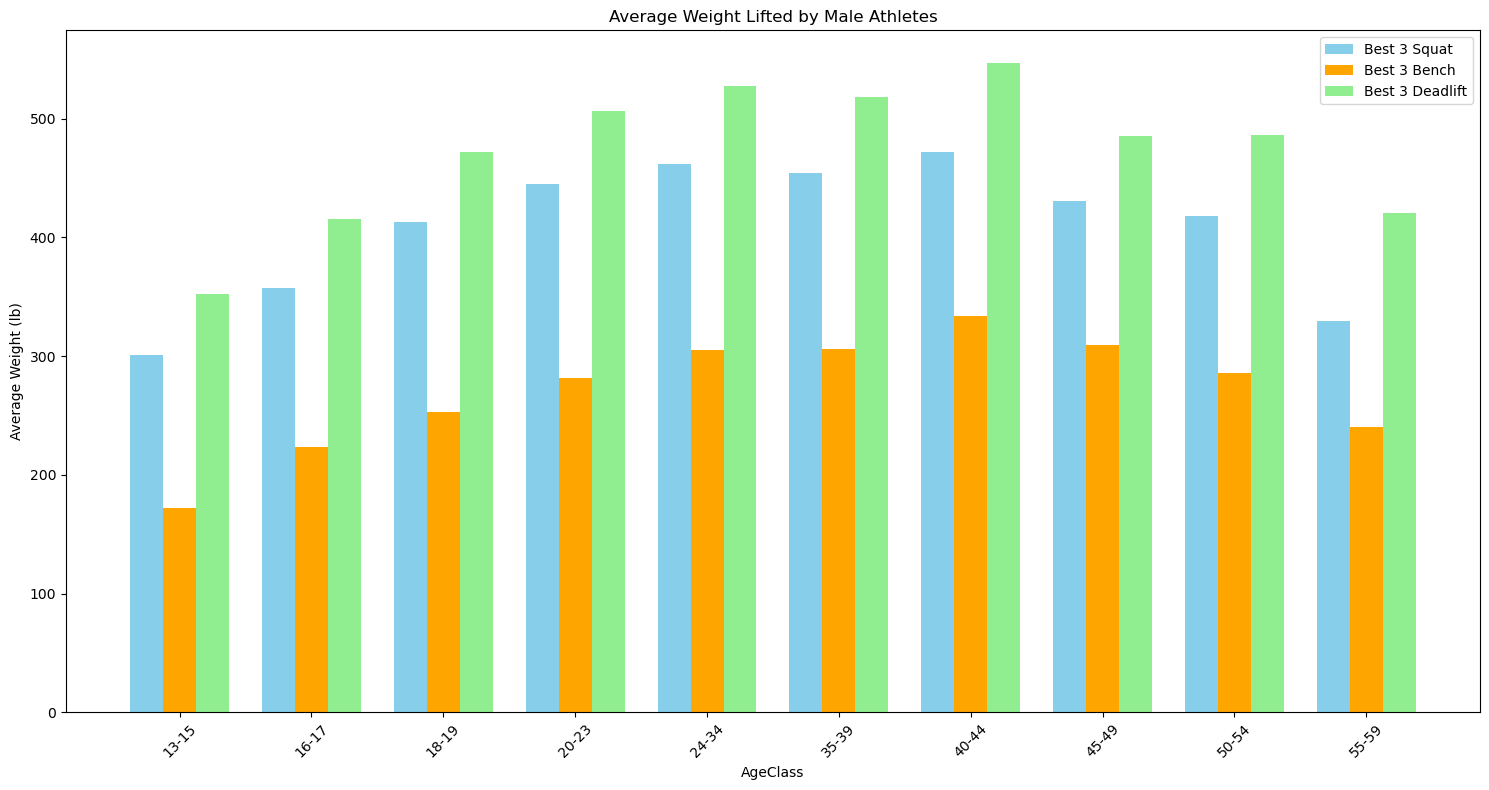 Average Weight Lifted by Male Athletes
Best 3 Squat
Best 3 Bench
Best 3 Deadlift
Average Weight (lb)
500
400
300
200
100
0
13-15
16-17
18-19
20-23
24-34
35-39
40-44
45-49
50-54
55-59
AgeClass